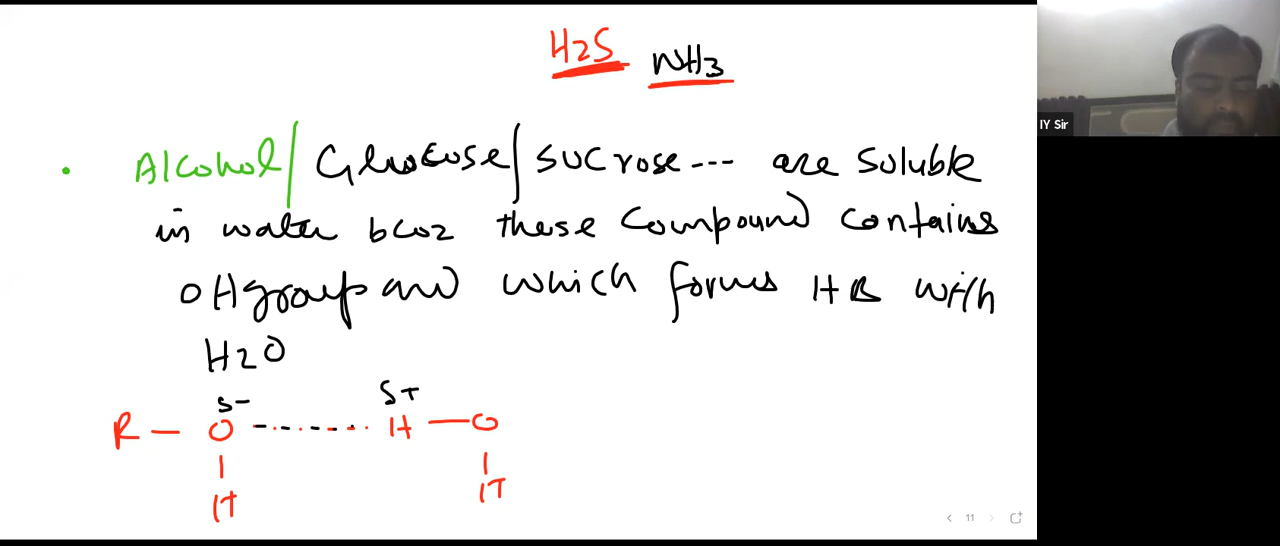 H2S NH3
• Alcohol/Glucose/sucrose--- are soluble
in water bcoz these compound contains
OH group and which forms HB with
H2O
δ- δ+
R — O ------- H — O
H H
IY Sir
< 11 >